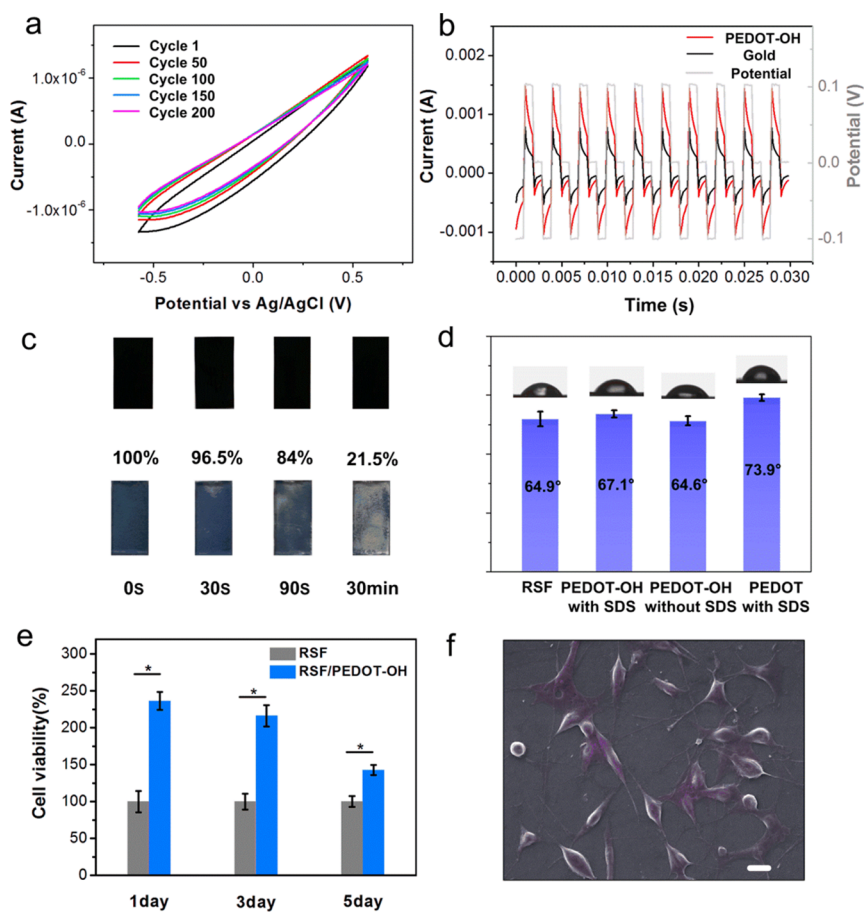 a
Cycle 1
Cycle 50
Cycle 100
Cycle 150
Cycle 200
1.0x10⁻⁶
0.0
-1.0x10⁻⁶
Current (A)
-0.5 0.0 0.5
Potential vs Ag/AgCl (V)
b
PEDOT-OH
Gold
Potential
0.002
0.001
0.000
-0.001
Current (A)
0.1
0.0
-0.1
Potential (V)
0.000 0.005 0.010 0.015 0.020 0.025 0.030
Time (s)
c
100% 96.5% 84% 21.5%
0s 30s 90s 30min
d
64.9° 67.1° 64.6° 73.9°
RSF PEDOT-OH PEDOT-OH PEDOT
with SDS without SDS with SDS
e
RSF
RSF/PEDOT-OH
300
250
200
150
100
50
0
Cell viability(%)
* * *
1day 3day 5day
f